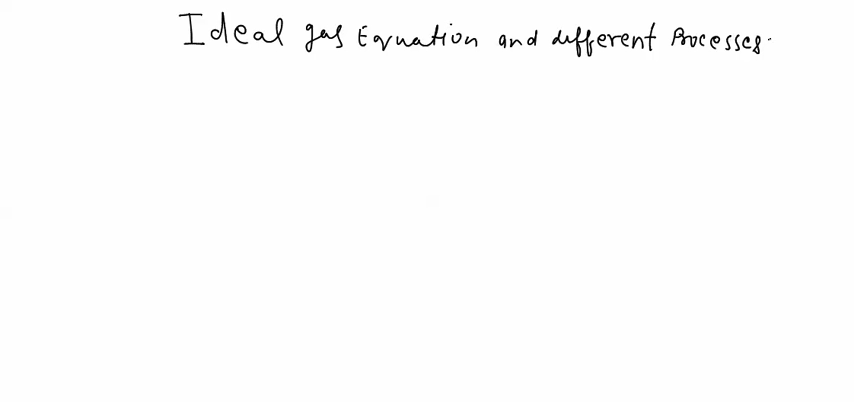 Ideal gas Equation and different Processes.